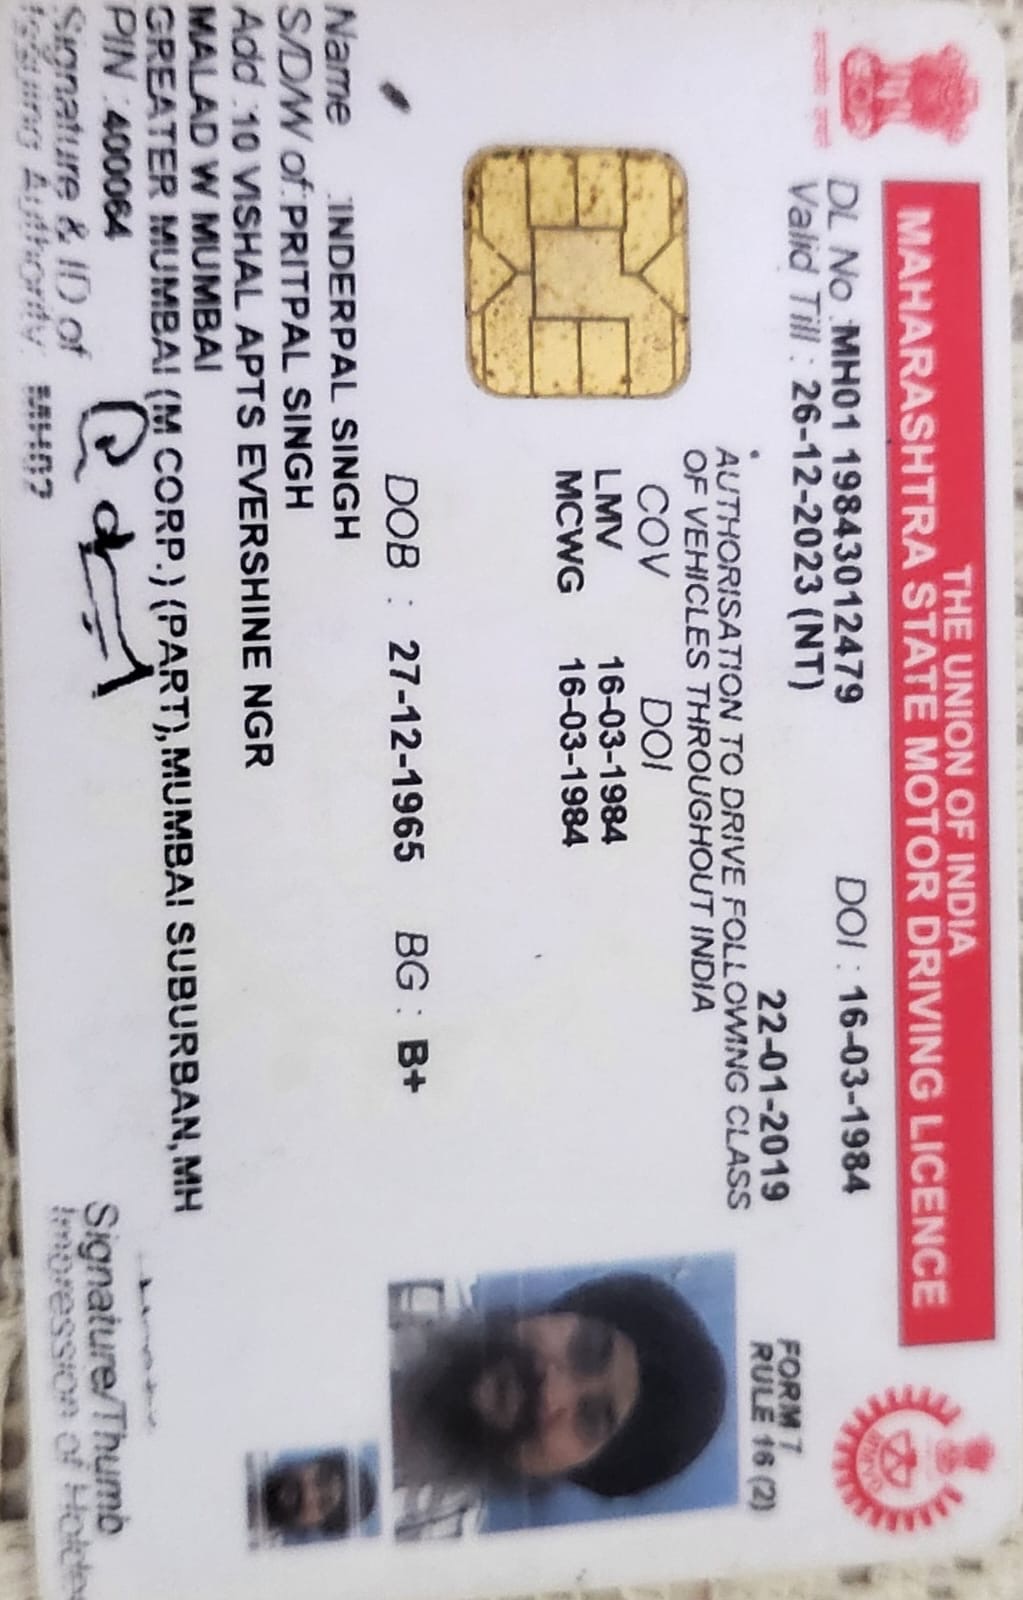 THE UNION OF INDIA
MAHARASHTRA STATE MOTOR DRIVING LICENCE
DL No : MH01 19843012479 DOI : 16-03-1984
Valid Till : 26-12-2023 (NT) 22-01-2019
FORM 7
RULE 16 (2)
AUTHORISATION TO DRIVE FOLLOWING CLASS
OF VEHICLES THROUGHOUT INDIA
COV DOI
LMV 16-03-1984
MCWG 16-03-1984
DOB : 27-12-1965 BG : B+
Name : INDERPAL SINGH
S/D/W of : PRITPAL SINGH
Add : 10 VISHAL APTS EVERSHINE NGR
MALAD W MUMBAI
GREATER MUMBAI (M CORP.) (PART),MUMBAI SUBURBAN,MH
PIN : 400064
Signature & ID of
Issuing Authority: MH02
Signature/Thumb
Impression of Holder